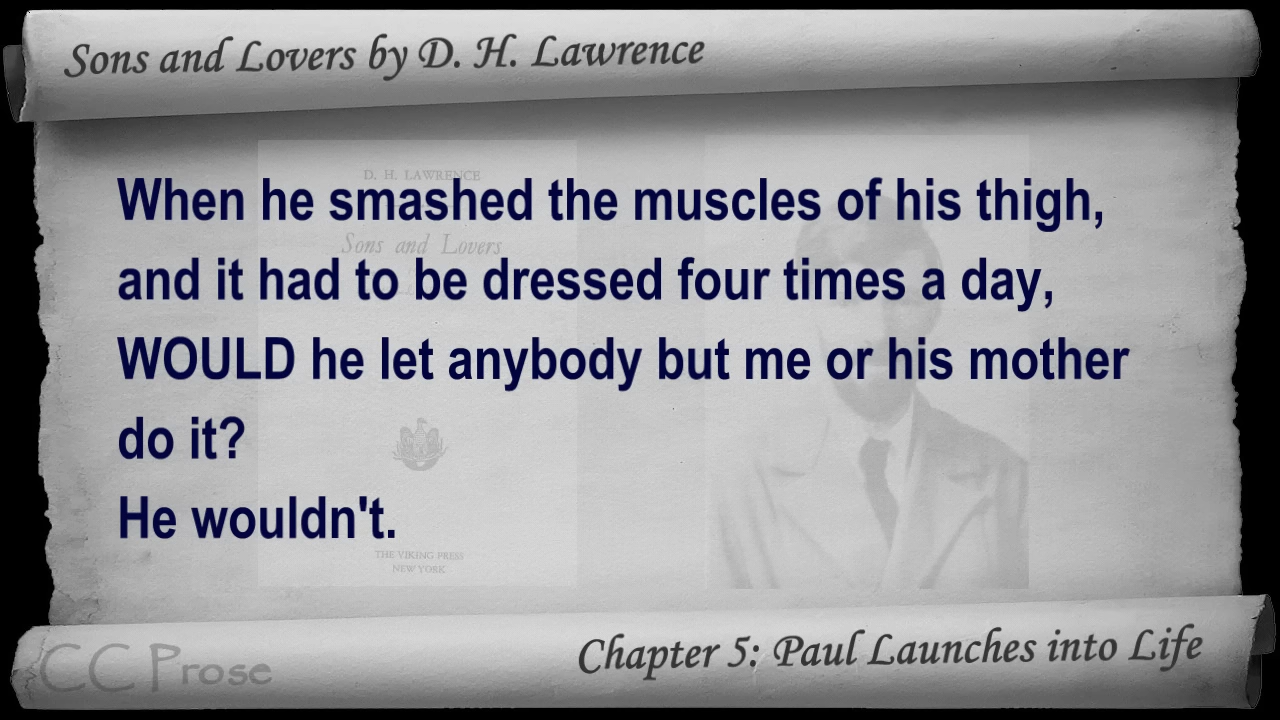 Sons and Lovers by D. H. Lawrence
D. H. LAWRENCE
When he smashed the muscles of his thigh,
Sons and Lovers
and it had to be dressed four times a day,
WOULD he let anybody but me or his mother
do it?
He wouldn't.
THE VIKING PRESS
NEW YORK
CC Prose
Chapter 5: Paul Launches into Life